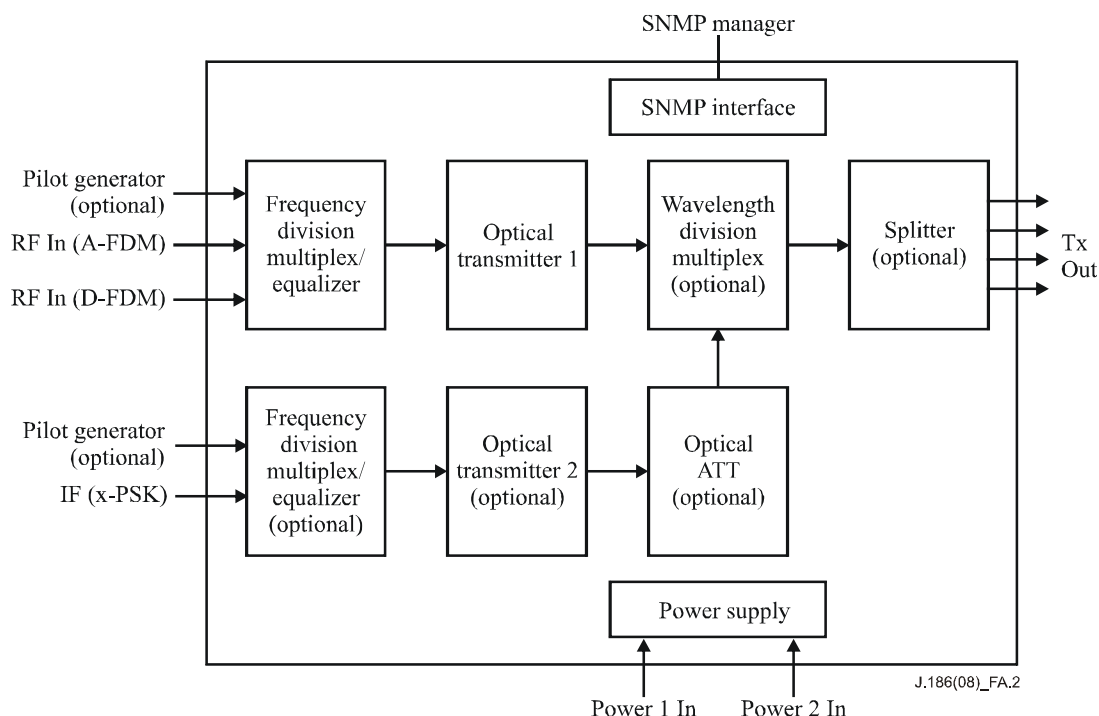 SNMP manager
SNMP interface
Pilot generator
(optional)
RF In (A-FDM)
RF In (D-FDM)
Frequency
division
multiplex/
equalizer
Optical
transmitter 1
Wavelength
division
multiplex
(optional)
Splitter
(optional)
Tx
Out
Pilot generator
(optional)
IF (x-PSK)
Frequency
division
multiplex/
equalizer
(optional)
Optical
transmitter 2
(optional)
Optical
ATT
(optional)
Power supply
J.186(08)_FA.2
Power 1 In
Power 2 In